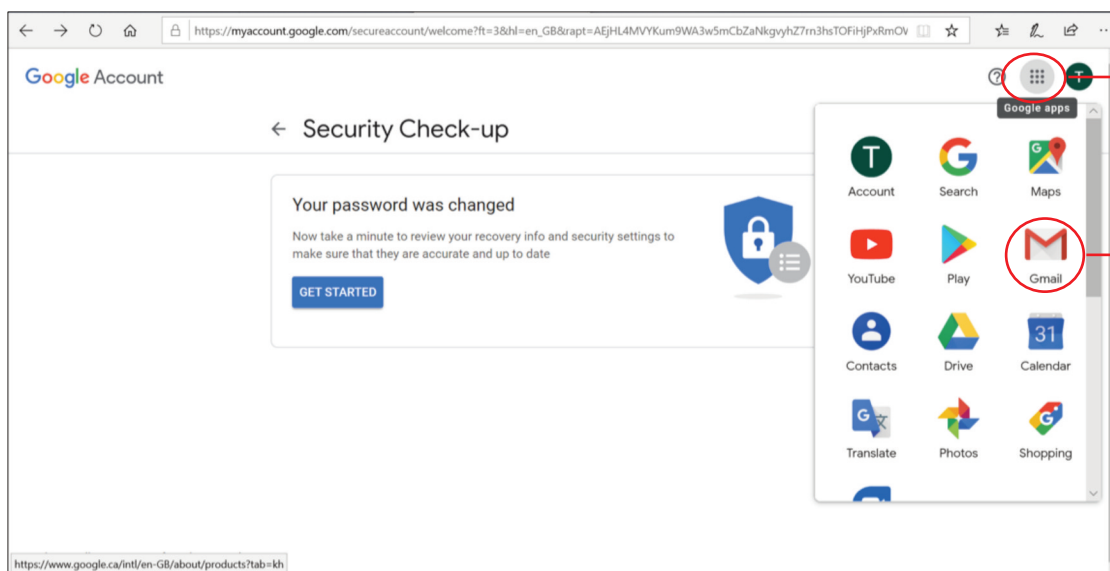 https://myaccount.google.com/secureaccount/welcome?ft=3&hl=en_GB&rapt=AEjHL4MVYKum9WA3w5mCbZaNkgvyhZ7rn3hsTOFiHjPxRmOV
Google Account
T
Google apps
Security Check-up
Your password was changed
Now take a minute to review your recovery info and security settings to
make sure that they are accurate and up to date
GET STARTED
T
G
Account Search Maps
YouTube Play Gmail
31
Contacts Drive Calendar
G 文 G
Translate Photos Shopping
https://www.google.ca/intl/en-GB/about/products?tab=kh